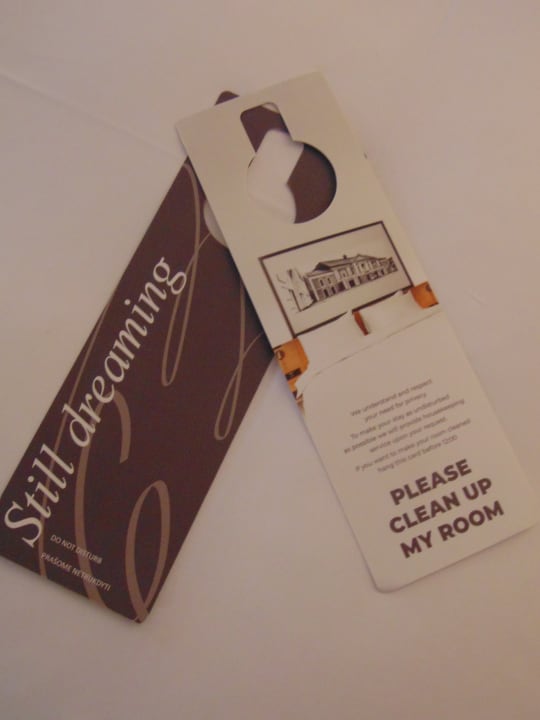 Still dreaming
DO NOT DISTURB
PRAŠOME NETRUKDYTI
We understand and respect
your need for privacy.
To make your stay as undisturbed
as possible we will provide housekeeping
service upon your request.
If you want to make your room cleaned
hang this card before 12:00
PLEASE
CLEAN UP
MY ROOM